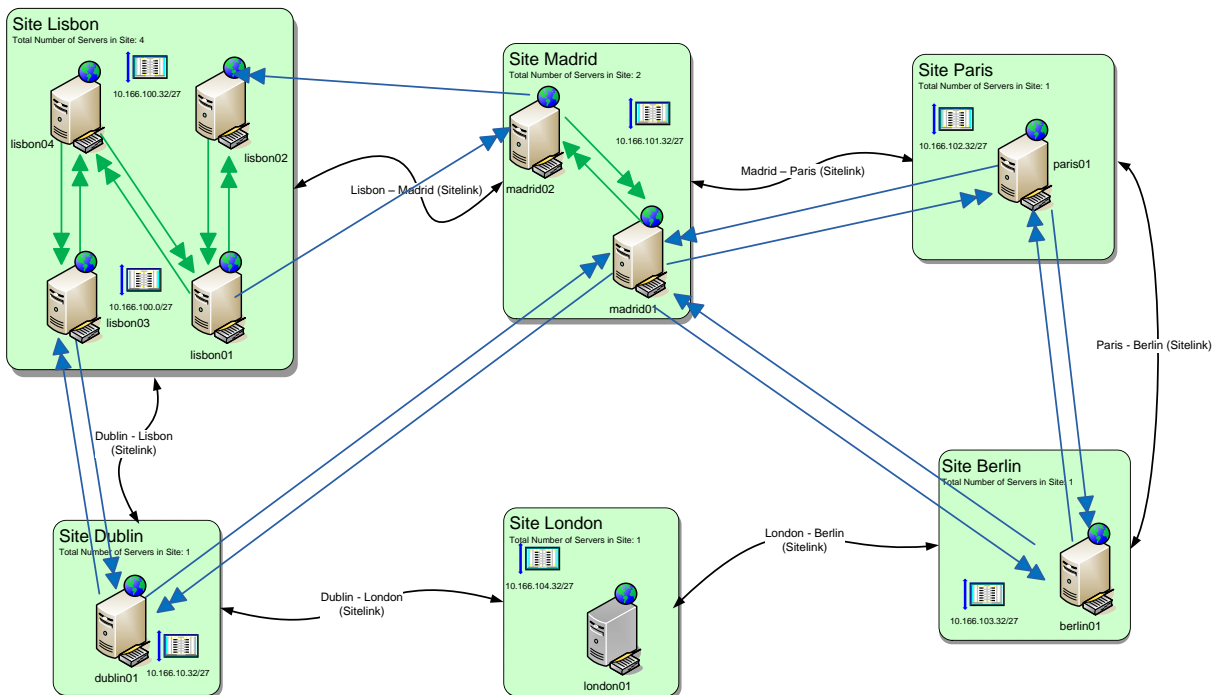 Site Lisbon
Total Number of Servers in Site: 4
10.166.100.32/27
lisbon04
lisbon02
10.166.100.0/27
lisbon03
lisbon01
Site Madrid
Total Number of Servers in Site: 2
10.166.101.32/27
madrid02
madrid01
Site Paris
Total Number of Servers in Site: 1
10.166.102.32/27
paris01
Lisbon – Madrid (Sitelink)
Madrid – Paris (Sitelink)
Paris - Berlin (Sitelink)
Dublin - Lisbon
(Sitelink)
Site Dublin
Total Number of Servers in Site: 1
10.166.10.32/27
dublin01
Dublin - London
(Sitelink)
Site London
Total Number of Servers in Site: 1
10.166.104.32/27
london01
London - Berlin
(Sitelink)
Site Berlin
Total Number of Servers in Site: 1
10.166.103.32/27
berlin01